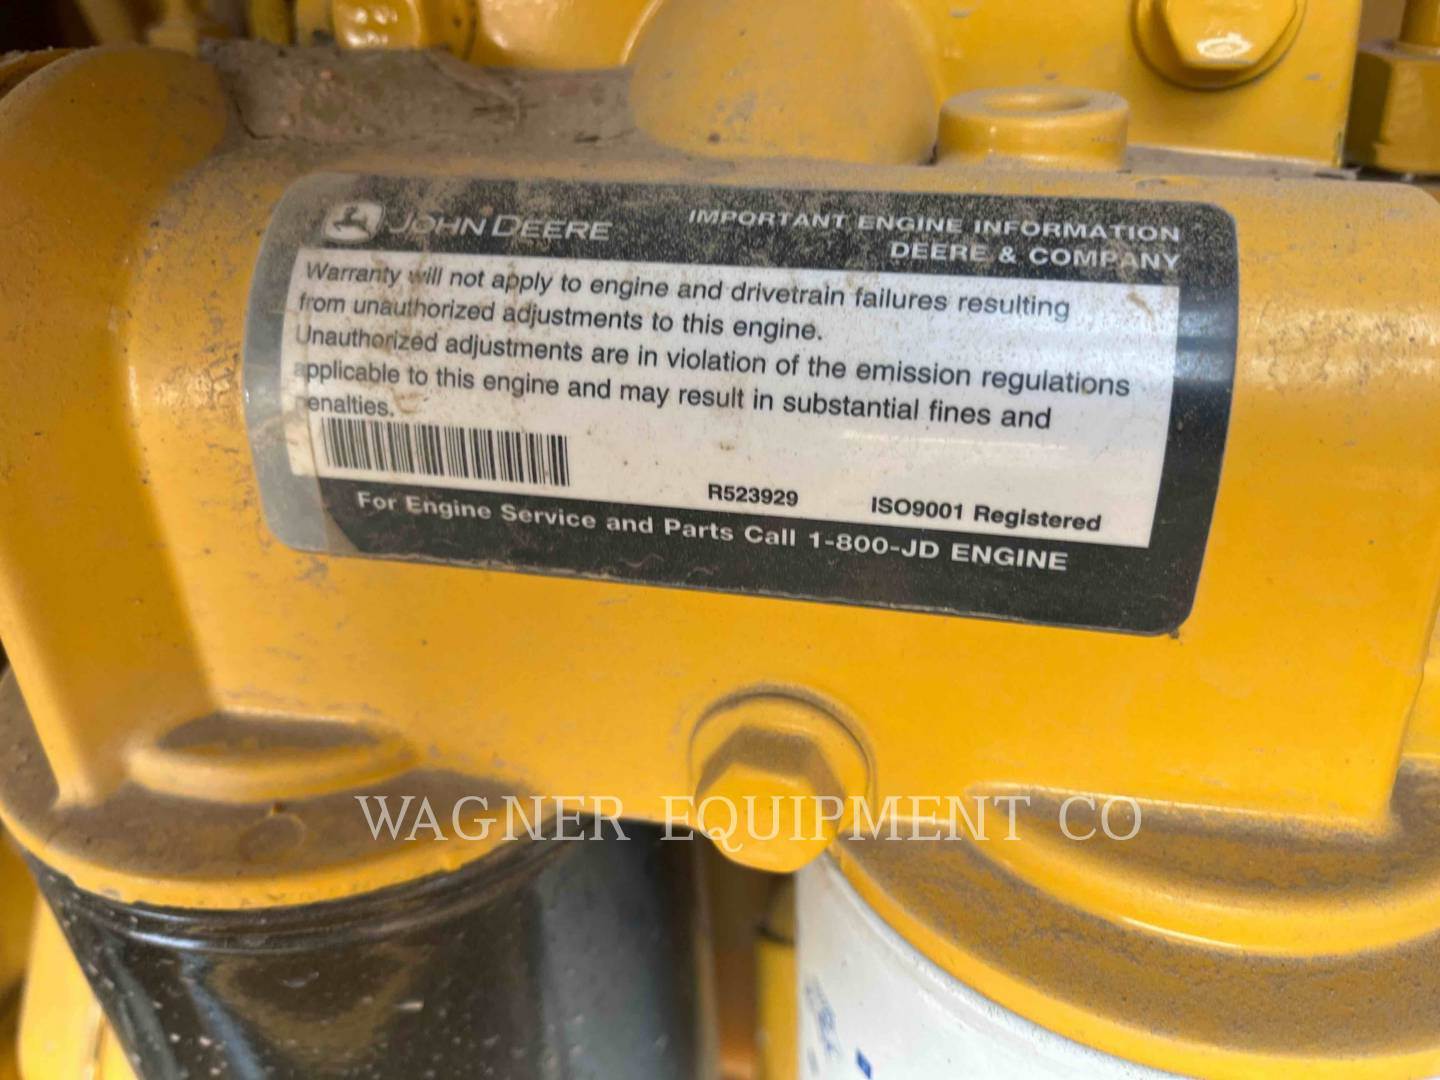 JOHN DEERE
IMPORTANT ENGINE INFORMATION
DEERE & COMPANY
Warranty will not apply to engine and drivetrain failures resulting
from unauthorized adjustments to this engine.
Unauthorized adjustments are in violation of the emission regulations
applicable to this engine and may result in substantial fines and
penalties.
R523929 ISO9001 Registered
For Engine Service and Parts Call 1-800-JD ENGINE
WAGNER EQUIPMENT CO